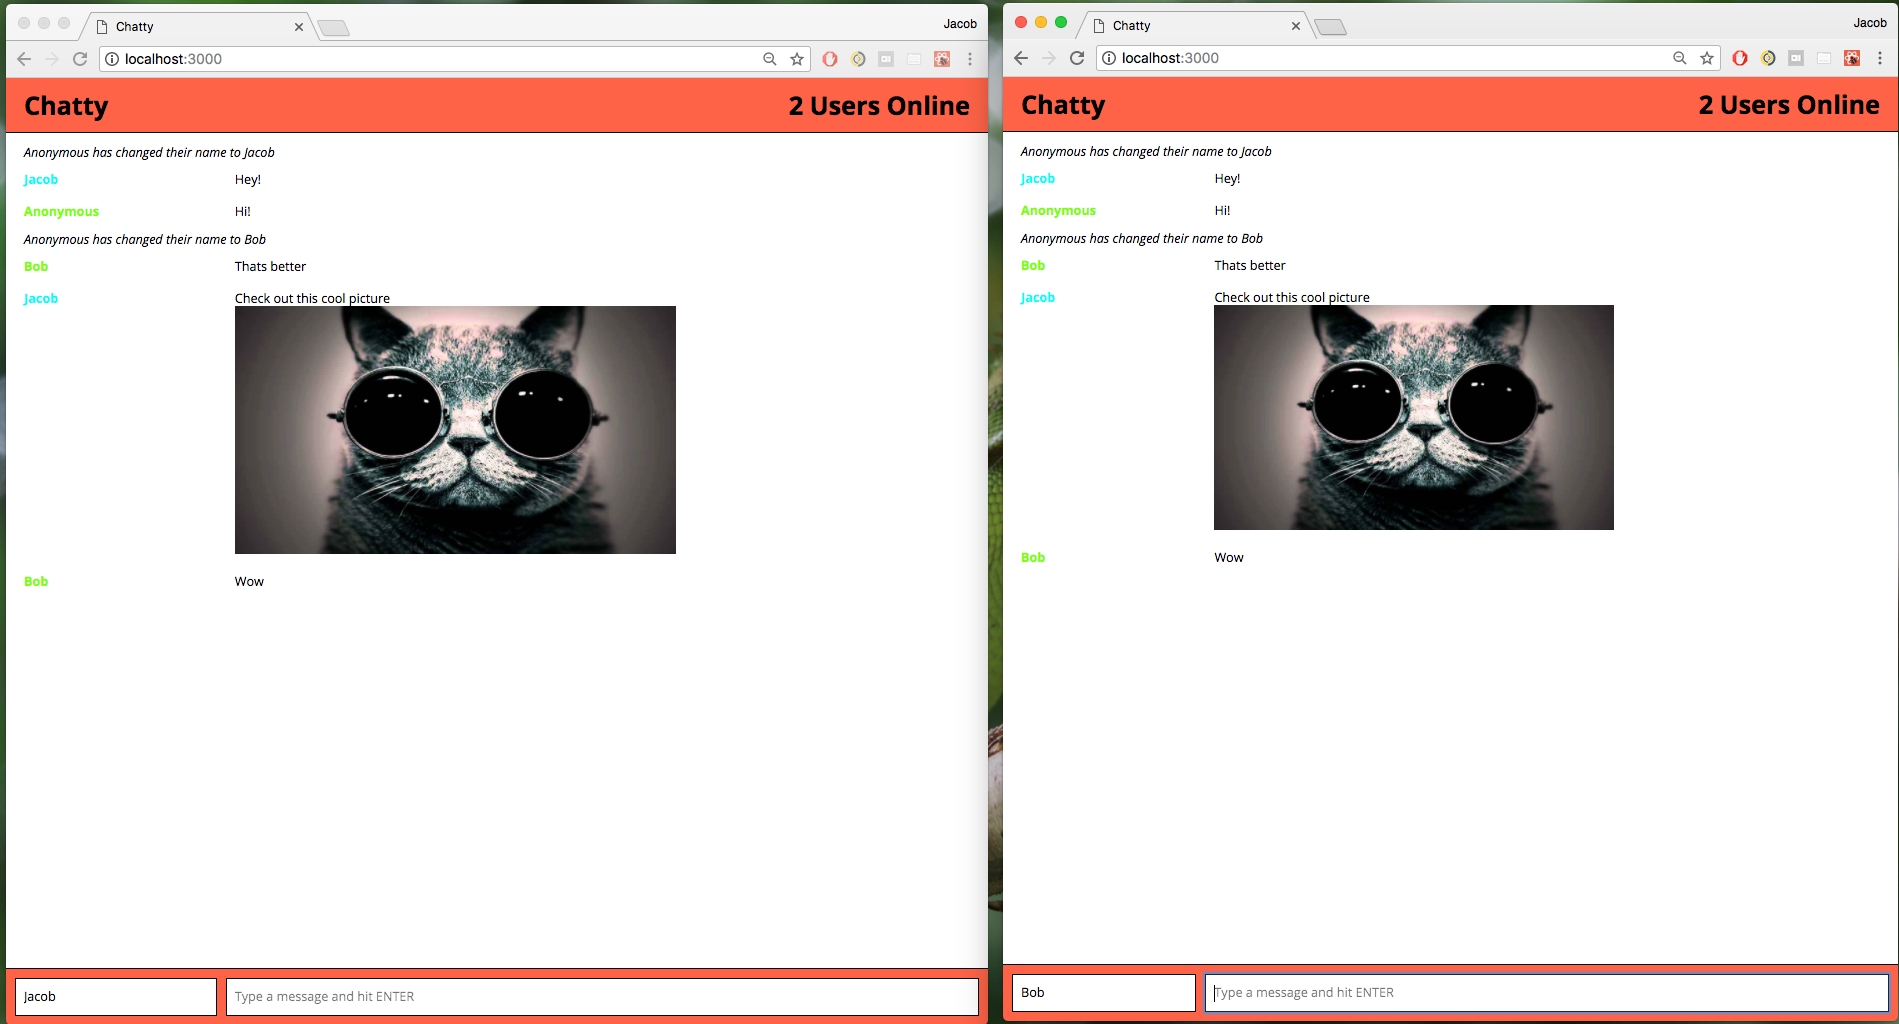 Chatty
Jacob
localhost:3000
Chatty 2 Users Online
Anonymous has changed their name to Jacob
Jacob Hey!
Anonymous Hi!
Anonymous has changed their name to Bob
Bob Thats better
Jacob Check out this cool picture
Bob Wow
Jacob Type a message and hit ENTER
Chatty
Jacob
localhost:3000
Chatty 2 Users Online
Anonymous has changed their name to Jacob
Jacob Hey!
Anonymous Hi!
Anonymous has changed their name to Bob
Bob Thats better
Jacob Check out this cool picture
Bob Wow
Bob Type a message and hit ENTER